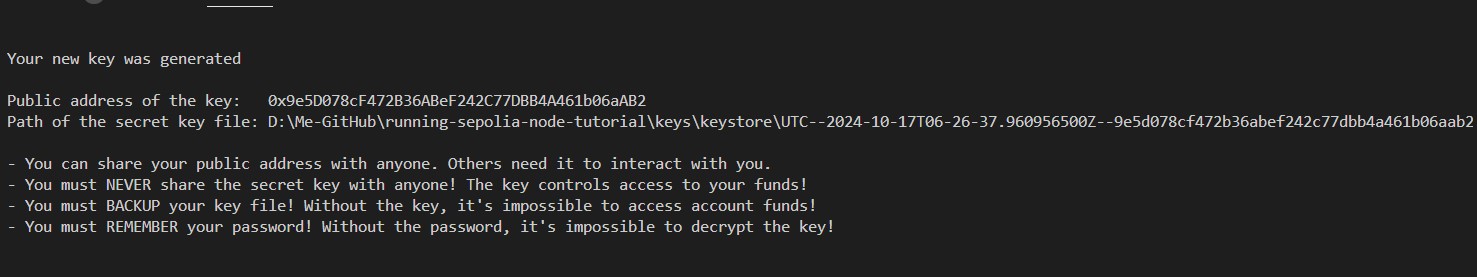 Your new key was generated
Public address of the key:   0x9e5D078cF472B36ABeF242C77DBB4A461b06aAB2
Path of the secret key file: D:\Me-GitHub\running-sepolia-node-tutorial\keys\keystore\UTC--2024-10-17T06-26-37.960956500Z--9e5d078cf472b36abef242c77dbb4a461b06aab2
- You can share your public address with anyone. Others need it to interact with you.
- You must NEVER share the secret key with anyone! The key controls access to your funds!
- You must BACKUP your key file! Without the key, it's impossible to access account funds!
- You must REMEMBER your password! Without the password, it's impossible to decrypt the key!